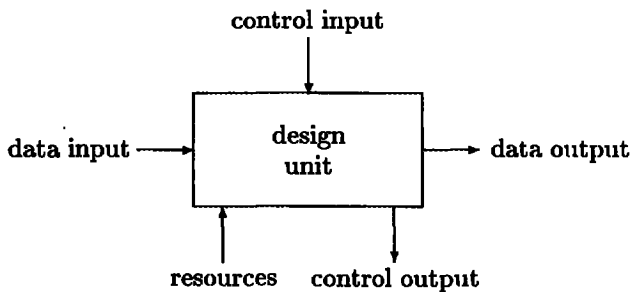 control input
data input
design
unit
data output
resources
control output